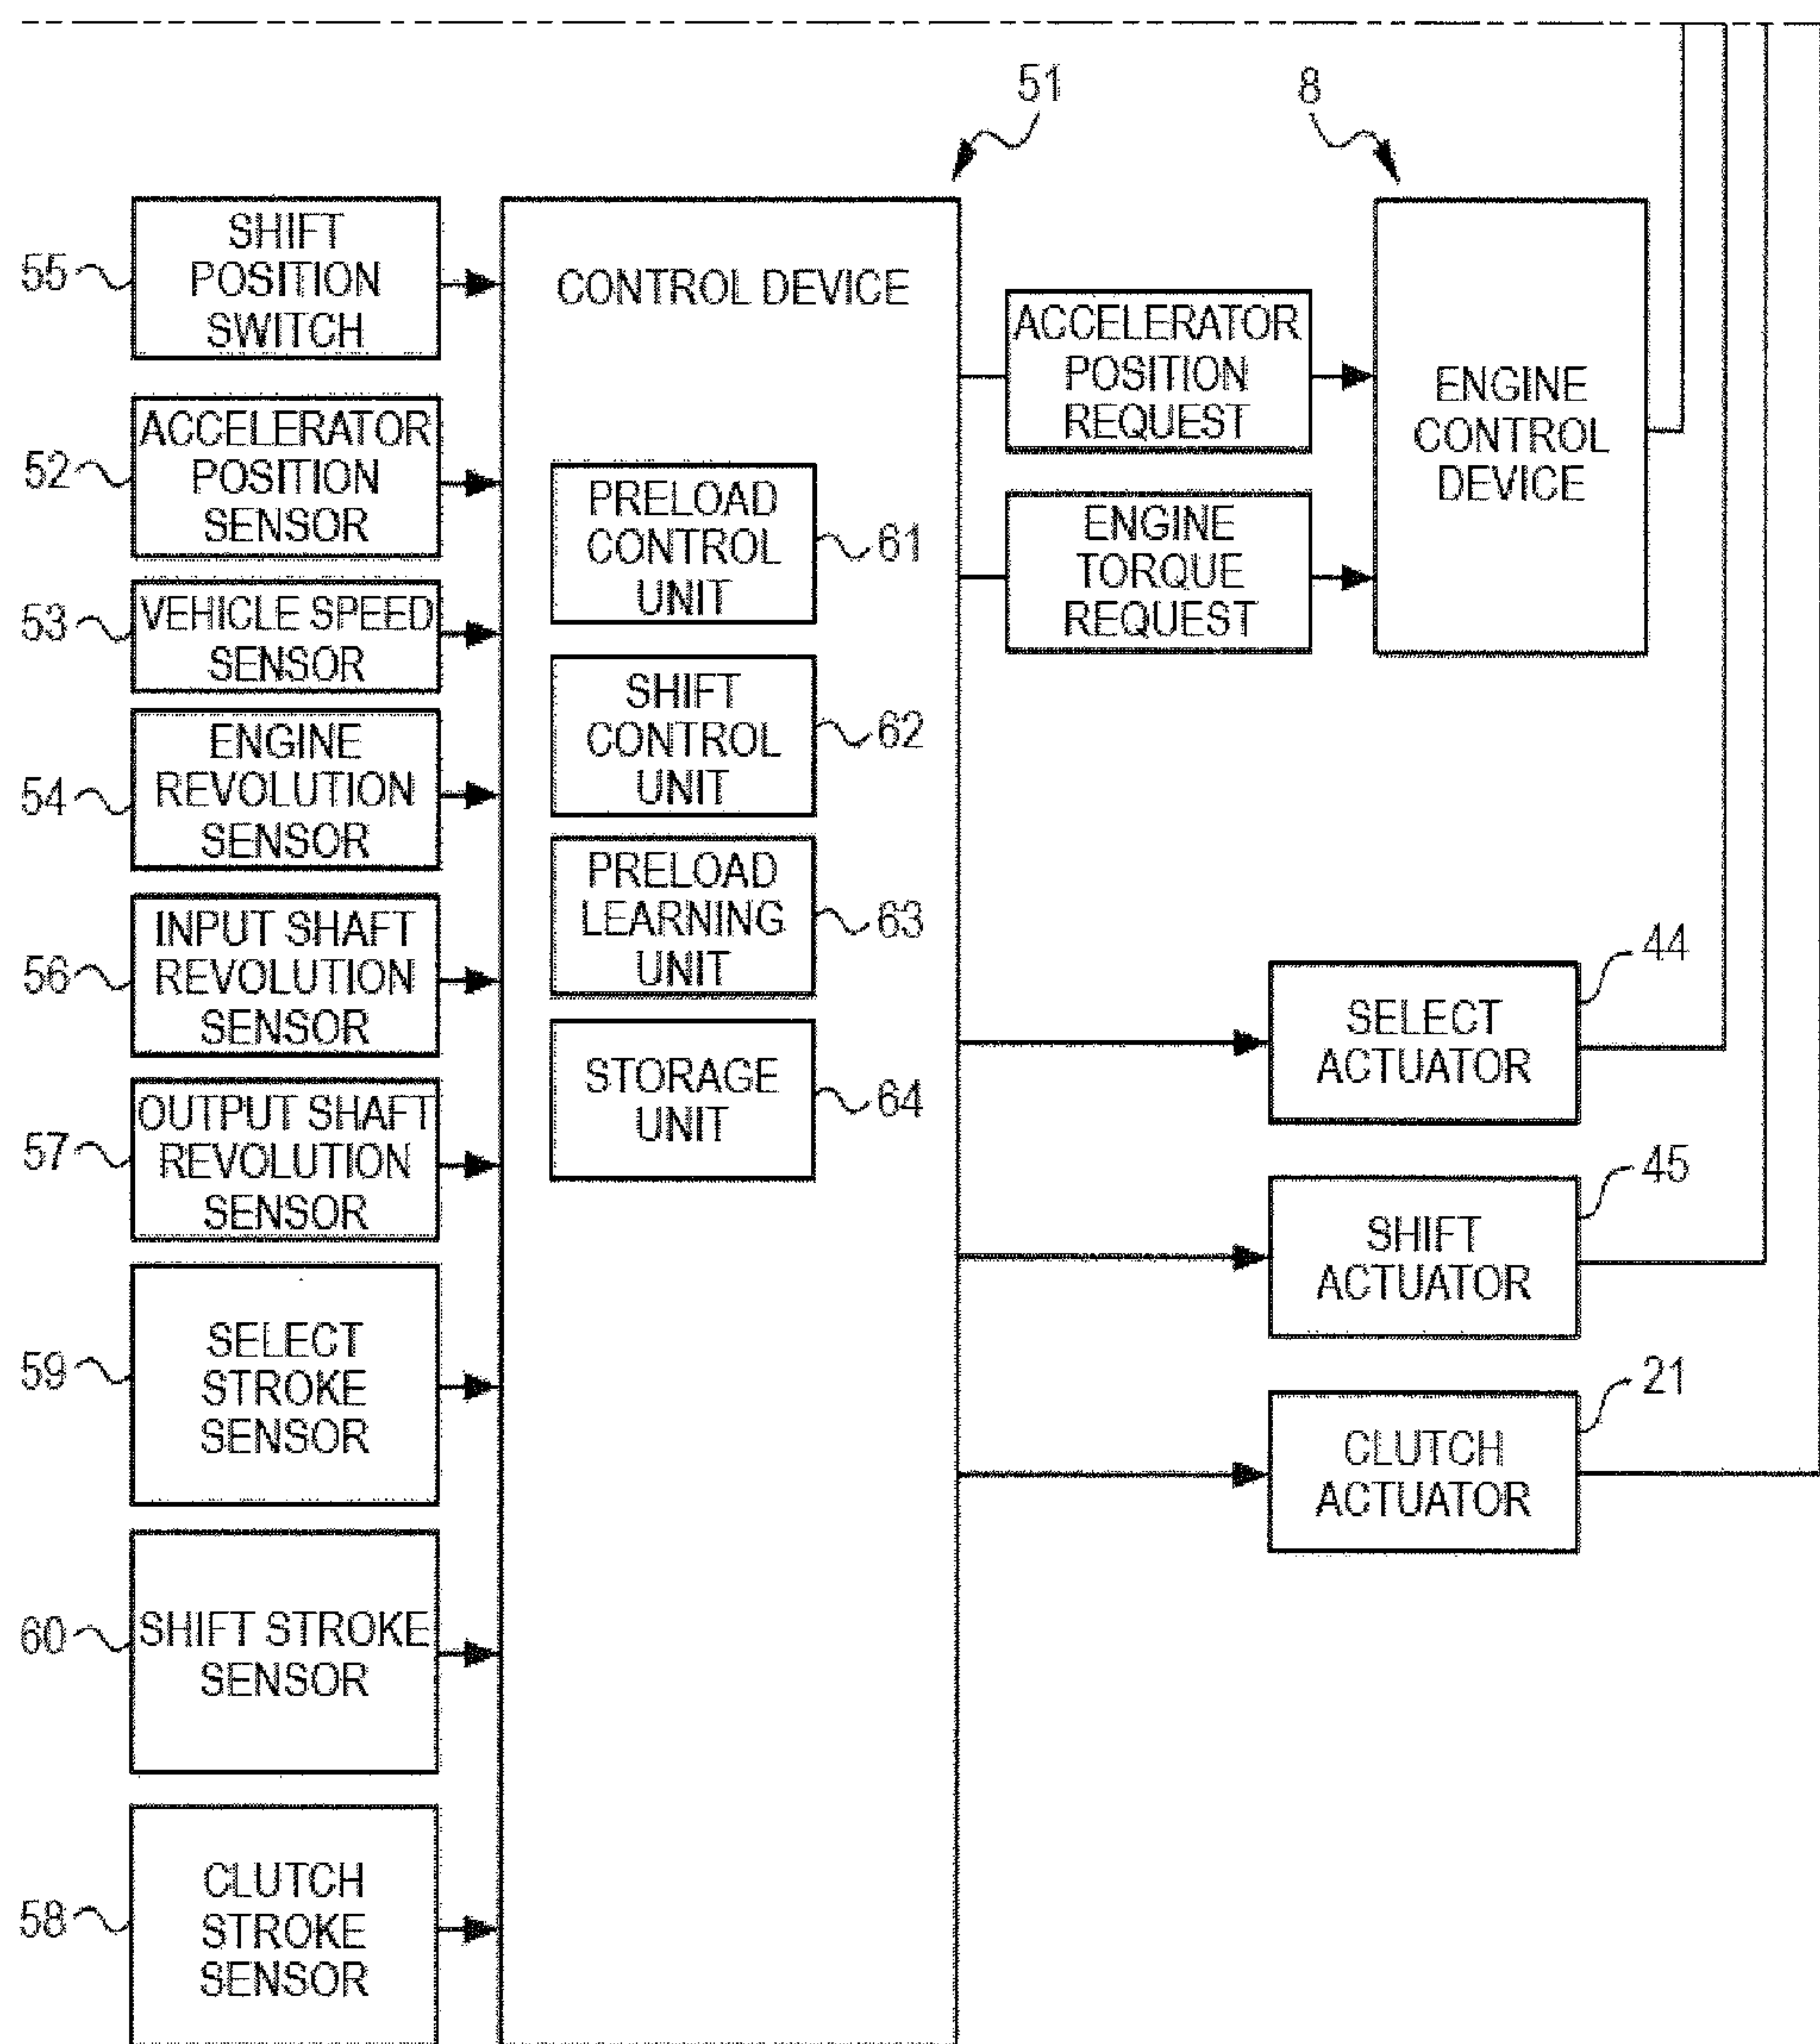 51
8
55
SHIFT
POSITION
SWITCH
52
ACCELERATOR
POSITION
SENSOR
53
VEHICLE SPEED
SENSOR
54
ENGINE
REVOLUTION
SENSOR
56
INPUT SHAFT
REVOLUTION
SENSOR
57
OUTPUT SHAFT
REVOLUTION
SENSOR
59
SELECT
STROKE
SENSOR
60
SHIFT STROKE
SENSOR
58
CLUTCH
STROKE
SENSOR
CONTROL DEVICE
PRELOAD
CONTROL
UNIT
61
SHIFT
CONTROL
UNIT
62
PRELOAD
LEARNING
UNIT
63
STORAGE
UNIT
64
ACCELERATOR
POSITION
REQUEST
ENGINE
TORQUE
REQUEST
ENGINE
CONTROL
DEVICE
44
SELECT
ACTUATOR
45
SHIFT
ACTUATOR
21
CLUTCH
ACTUATOR